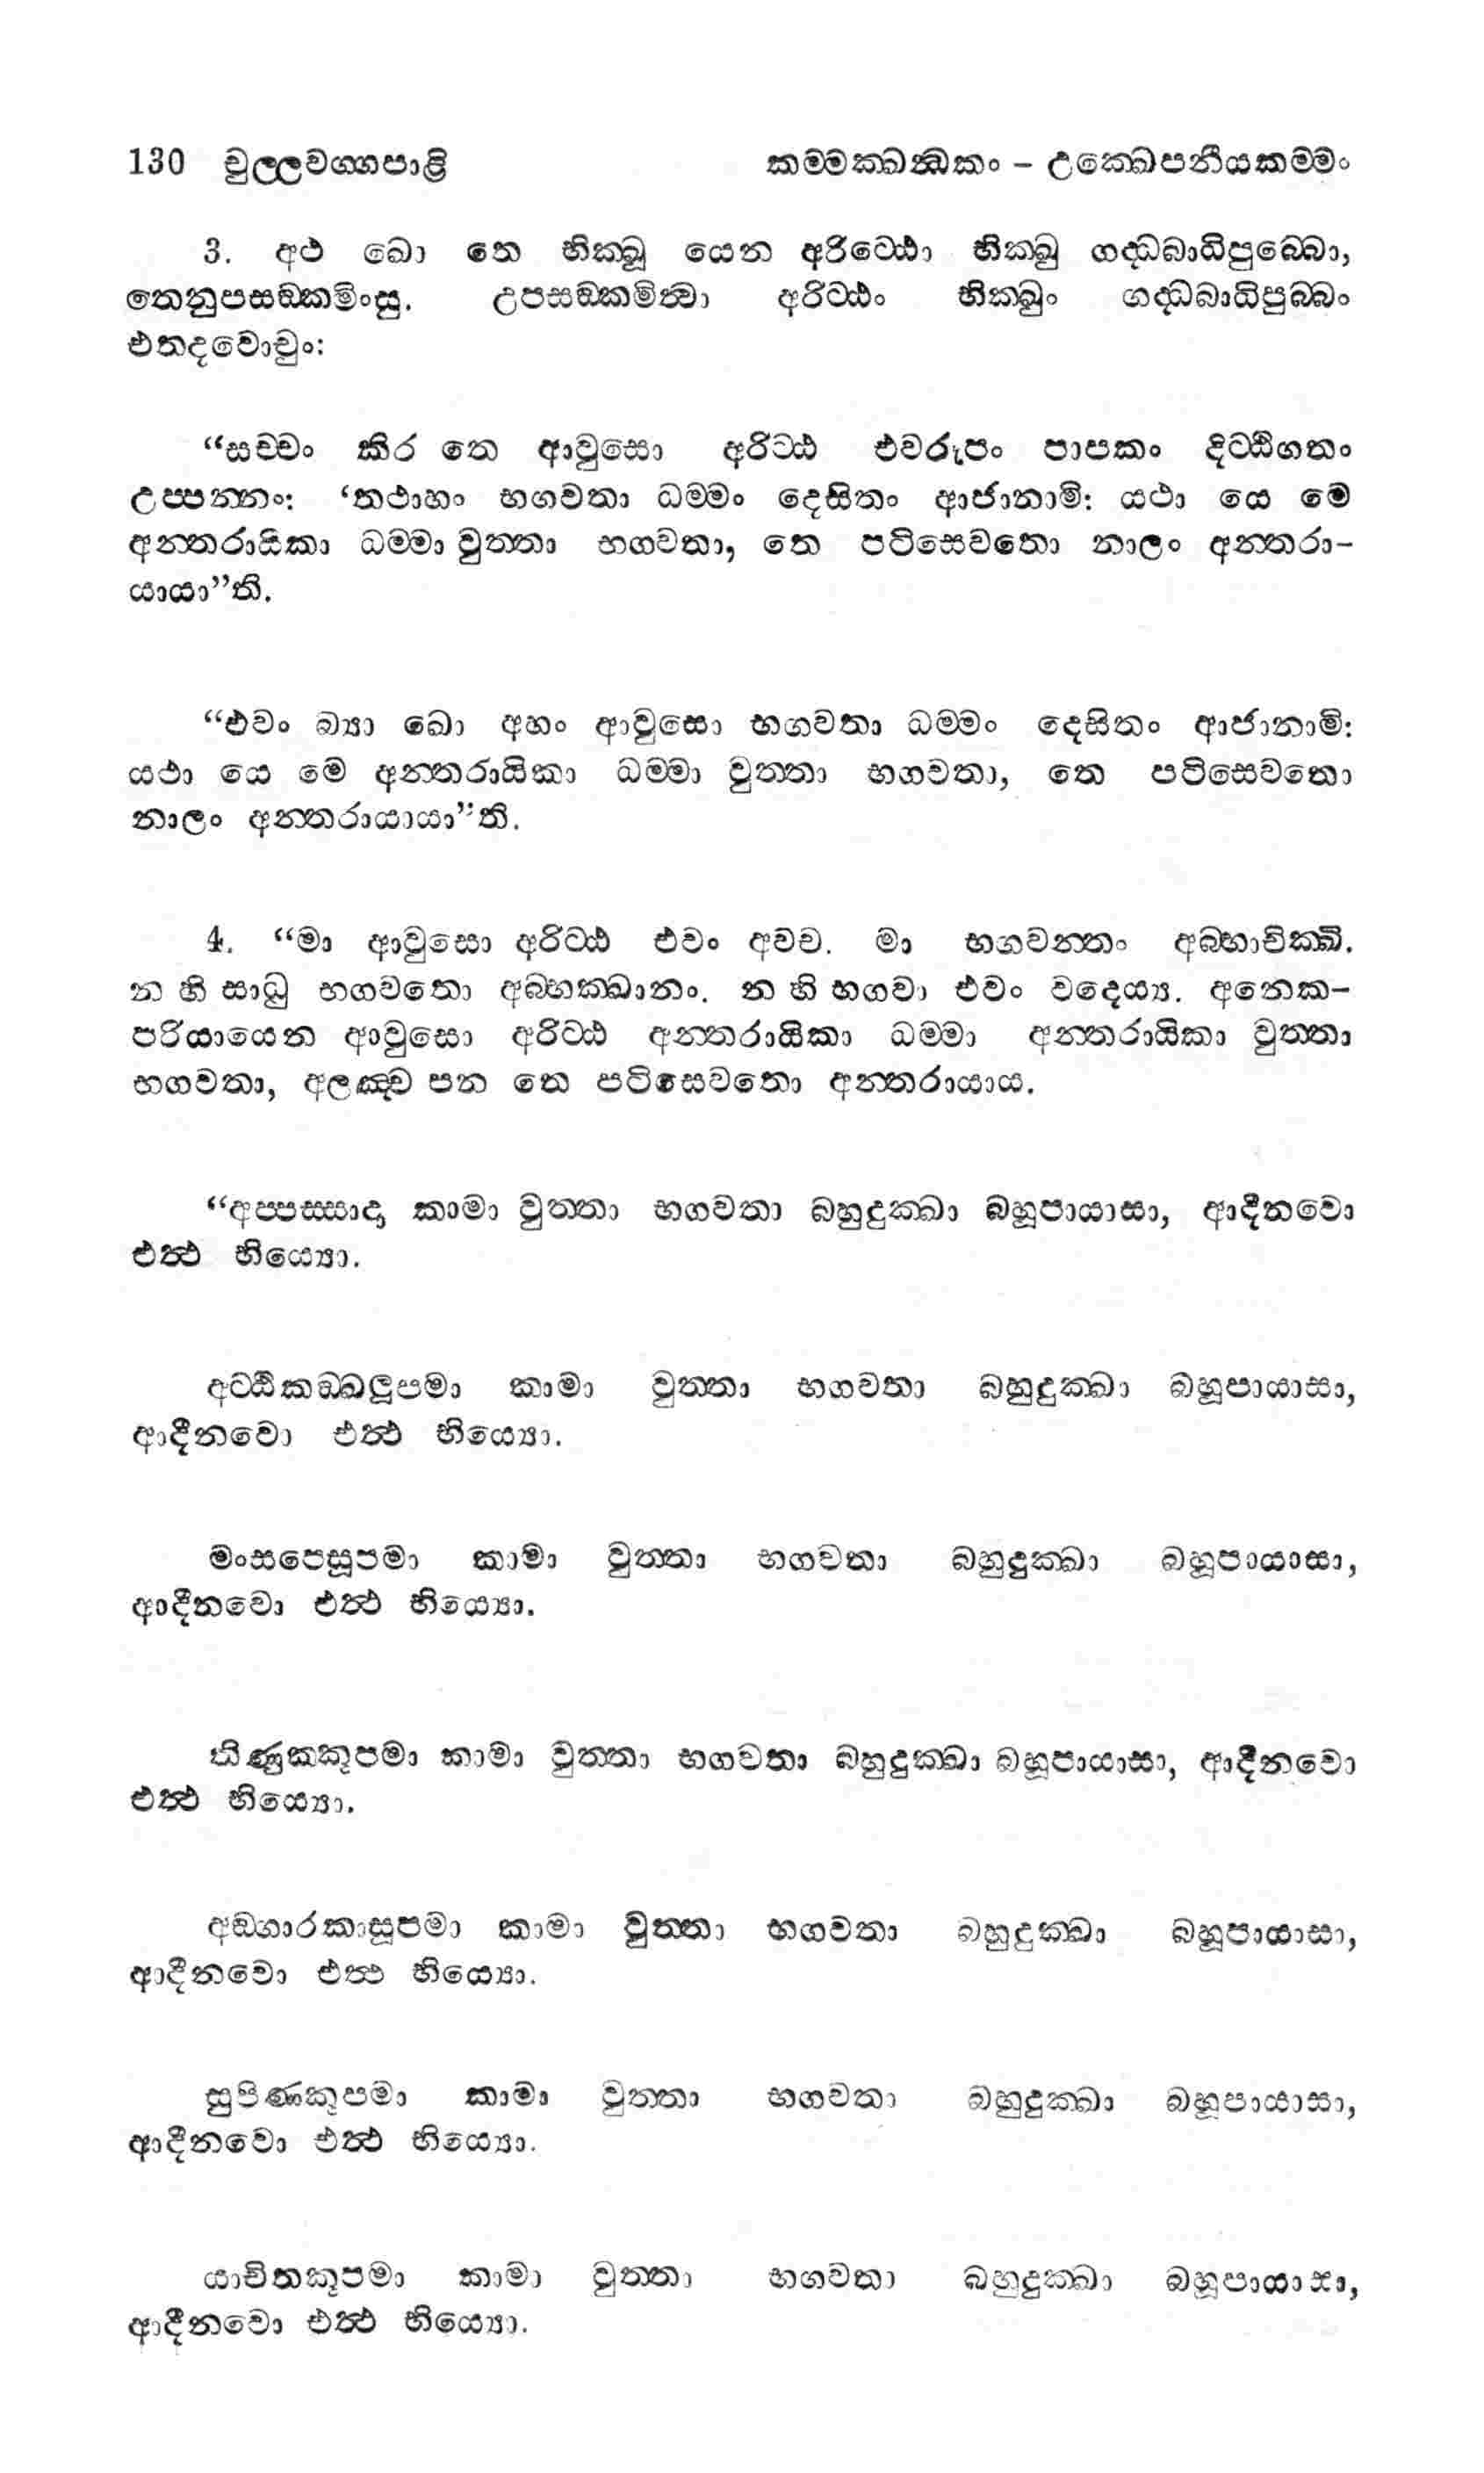 130 චුල්ලවග්ගපාළි කම්මක්ඛන්ධකං – උක්ඛෙපනීයකම්මං
3. අථ ඛො තෙ භික්ඛූ යෙන අරිට්ඨො භික්ඛු ගද්ධබාධිපුබ්බො,
තෙනුපසඞ්කමිංසු. උපසඞ්කමිත්වා අරිට්ඨං භික්ඛුං ගද්ධබාධිපුබ්බං
එතදවොචුං:
“සච්චං කිර තෙ ආවුසො අරිට්ඨ එවරූපං පාපකං දිට්ඨිගතං
උප්පන්නං: ‘තථාහං භගවතා ධම්මං දෙසිතං ආජානාමි: යථා යෙ මෙ
අන්තරායිකා ධම්මා වුත්තා භගවතා, තෙ පටිසෙවතො නාලං අන්තරා-
යායා”ති.
“එවං බ්‍යා ඛො අහං ආවුසො භගවතා ධම්මං දෙසිතං ආජානාමි:
යථා යෙ මෙ අන්තරායිකා ධම්මා වුත්තා භගවතා, තෙ පටිසෙවතො
නාලං අන්තරායායා”ති.
4. “මා ආවුසො අරිට්ඨ එවං අවච. මා භගවන්තං අබ්භාචික්ඛි.
න හි සාධු භගවතො අබ්භක්ඛානං. න හි භගවා එවං වදෙය්‍ය. අනෙක-
පරියායෙන ආවුසො අරිට්ඨ අන්තරායිකා ධම්මා අන්තරායිකා වුත්තා
භගවතා, අලඤ්ච පන තෙ පටිසෙවතො අන්තරායාය.
“අප්පස්සාදා කාමා වුත්තා භගවතා බහුදුක්ඛා බහූපායාසා, ආදීනවො
එත්ථ භිය්‍යො.
අට්ඨිකඞ්ඛලූපමා කාමා වුත්තා භගවතා බහුදුක්ඛා බහූපායාසා,
ආදීනවො එත්ථ භිය්‍යො.
මංසපෙසූපමා කාමා වුත්තා භගවතා බහුදුක්ඛා බහූපායාසා,
ආදීනවො එත්ථ භිය්‍යො.
තිණුක්කූපමා කාමා වුත්තා භගවතා බහුදුක්ඛා බහූපායාසා, ආදීනවො
එත්ථ භිය්‍යො.
අඞ්ගාරකාසූපමා කාමා වුත්තා භගවතා බහුදුක්ඛා බහූපායාසා,
ආදීනවො එත්ථ භිය්‍යො.
සුපිණකූපමා කාමා වුත්තා භගවතා බහුදුක්ඛා බහූපායාසා,
ආදීනවො එත්ථ භිය්‍යො.
යාචිතකූපමා කාමා වුත්තා භගවතා බහුදුක්ඛා බහූපායාසා,
ආදීනවො එත්ථ භිය්‍යො.